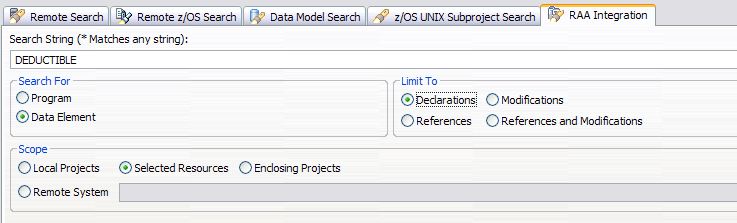 Remote Search Remote z/OS Search Data Model Search z/OS UNIX Subproject Search RAA Integration
Search String (* Matches any string):
DEDUCTIBLE
Search For Limit To
Program Declarations Modifications
Data Element References References and Modifications
Scope
Local Projects Selected Resources Enclosing Projects
Remote System